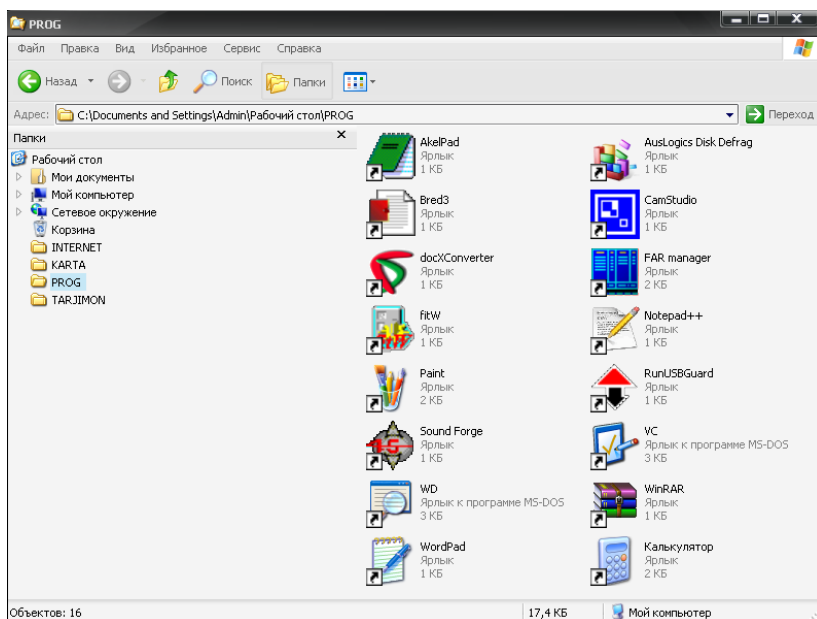 PROG
Файл Правка Вид Избранное Сервис Справка
Назад Поиск Папки
Адрес: C:\Documents and Settings\Admin\Рабочий стол\PROG Переход
Папки
Рабочий стол
Мои документы
Мой компьютер
Сетевое окружение
Корзина
INTERNET
KARTA
PROG
TARJIMON
AkelPad
Ярлык
1 КБ
AusLogics Disk Defrag
Ярлык
1 КБ
Bred3
Ярлык
1 КБ
CamStudio
Ярлык
1 КБ
docXConverter
Ярлык
1 КБ
FAR manager
Ярлык
2 КБ
fitW
Ярлык
1 КБ
Notepad++
Ярлык
1 КБ
Paint
Ярлык
2 КБ
RunUSBGuard
Ярлык
1 КБ
Sound Forge
Ярлык
1 КБ
VC
Ярлык к программе MS-DOS
3 КБ
WD
Ярлык к программе MS-DOS
3 КБ
WinRAR
Ярлык
1 КБ
WordPad
Ярлык
1 КБ
Калькулятор
Ярлык
2 КБ
Объектов: 16 17,4 КБ Мой компьютер